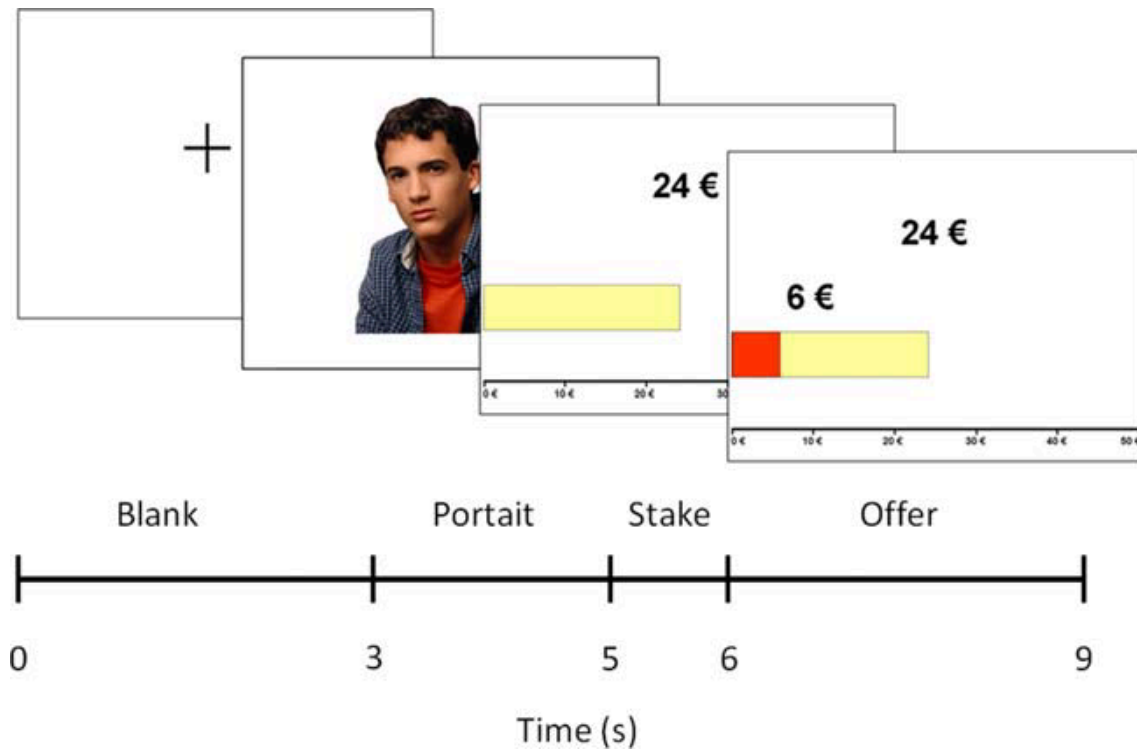 24 €
0 € 10 € 20 € 30
24 €
6 €
0 € 10 € 20 € 30 € 40 € 50 €
Blank Portait Stake Offer
0 3 5 6 9
Time (s)